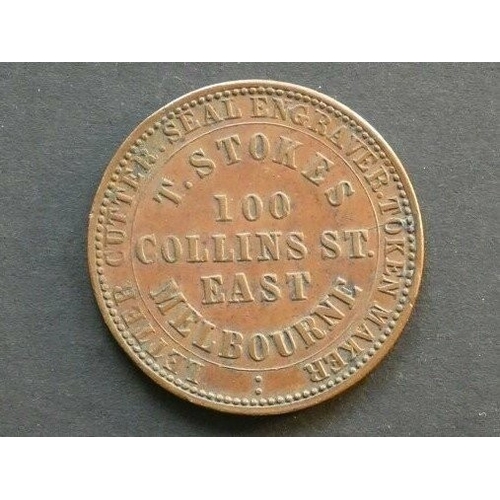 LETTER CUTTER. SEAL ENGRAVER. TOKEN MAKER
T. STOKES
100
COLLINS ST.
EAST
MELBOURNE